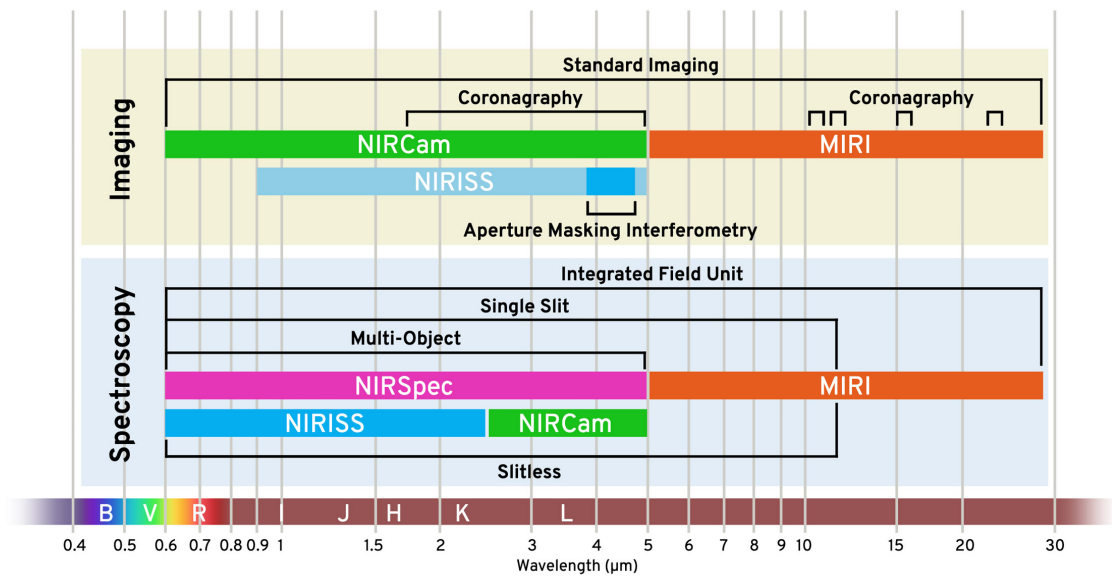 Standard Imaging
Coronagraphy
Coronagraphy
Imaging
NIRCam
MIRI
NIRISS
Aperture Masking Interferometry
Integrated Field Unit
Single Slit
Multi-Object
Spectroscopy
NIRSpec
MIRI
NIRISS
NIRCam
Slitless
B V R I J H K L
0.4 0.5 0.6 0.7 0.8 0.9 1 1.5 2 3 4 5 6 7 8 9 10 15 20 30
Wavelength (μm)